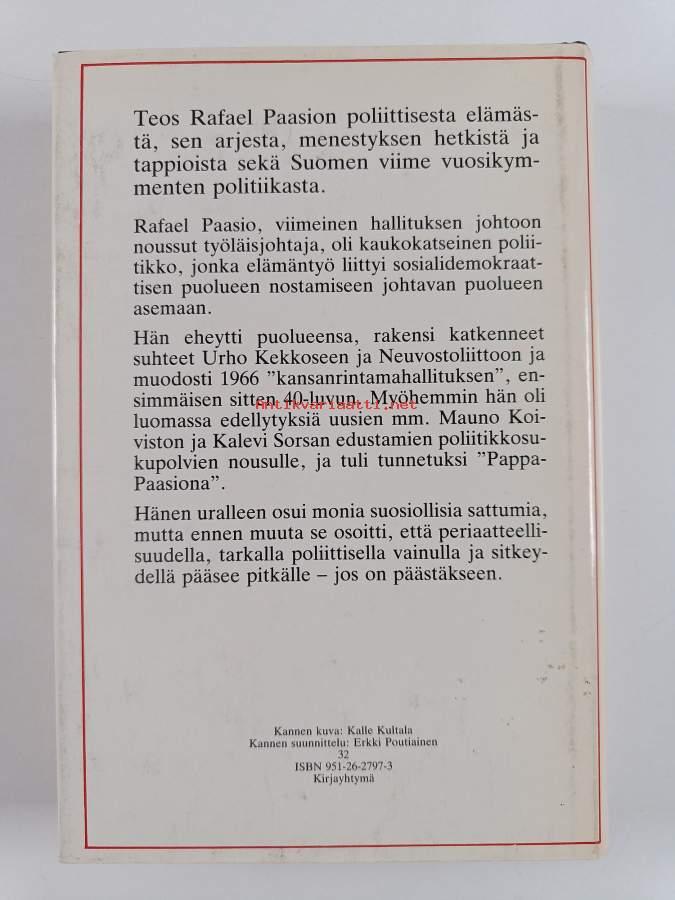 Teos Rafael Paasion poliittisesta elämäs-
tä, sen arjesta, menestyksen hetkistä ja
tappioista sekä Suomen viime vuosikym-
menten politiikasta.
Rafael Paasio, viimeinen hallituksen johtoon
noussut työläisjohtaja, oli kaukokatseinen polii-
tikko, jonka elämäntyö liittyi sosialidemokraat-
tisen puolueen nostamiseen johtavan puolueen
asemaan.
Hän eheytti puolueensa, rakensi katkenneet
suhteet Urho Kekkoseen ja Neuvostoliittoon ja
muodosti 1966 ”kansanrintamahallituksen”, en-
simmäisen sitten 40-luvun. Myöhemmin hän oli
Antikvariaatti.net
luomassa edellytyksiä uusien mm. Mauno Koi-
viston ja Kalevi Sorsan edustamien poliitikkosu-
kupolvien nousulle, ja tuli tunnetuksi ”Pappa-
Paasiona”.
Hänen uralleen osui monia suosiollisia sattumia,
mutta ennen muuta se osoitti, että periaatteelli-
suudella, tarkalla poliittisella vainulla ja sitkey-
dellä pääsee pitkälle – jos on päästäkseen.
Kannen kuva: Kalle Kultala
Kannen suunnittelu: Erkki Poutiainen
32
ISBN 951-26-2797-3
Kirjayhtymä